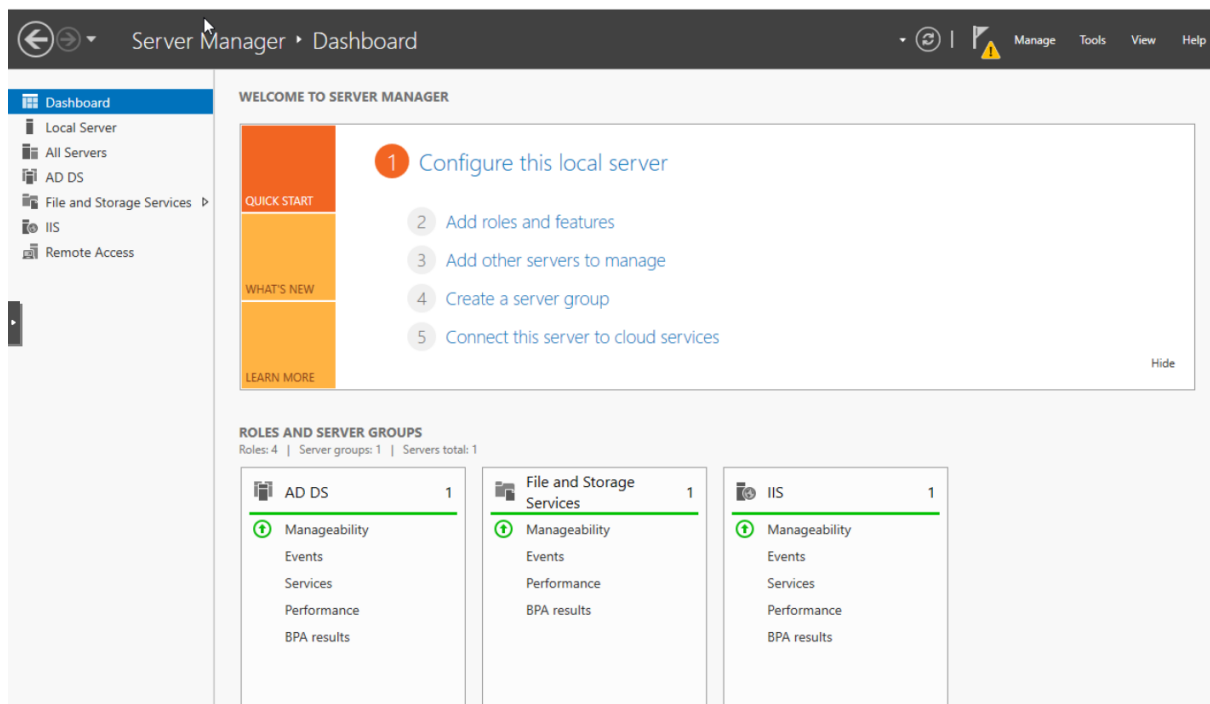 Server Manager ‣ Dashboard
Manage Tools View Help
Dashboard
Local Server
All Servers
AD DS
File and Storage Services
IIS
Remote Access
WELCOME TO SERVER MANAGER
QUICK START
WHAT'S NEW
LEARN MORE
1 Configure this local server
2 Add roles and features
3 Add other servers to manage
4 Create a server group
5 Connect this server to cloud services
Hide
ROLES AND SERVER GROUPS
Roles: 4 | Server groups: 1 | Servers total: 1
AD DS 1
Manageability
Events
Services
Performance
BPA results
File and Storage
Services 1
Manageability
Events
Performance
BPA results
IIS 1
Manageability
Events
Services
Performance
BPA results